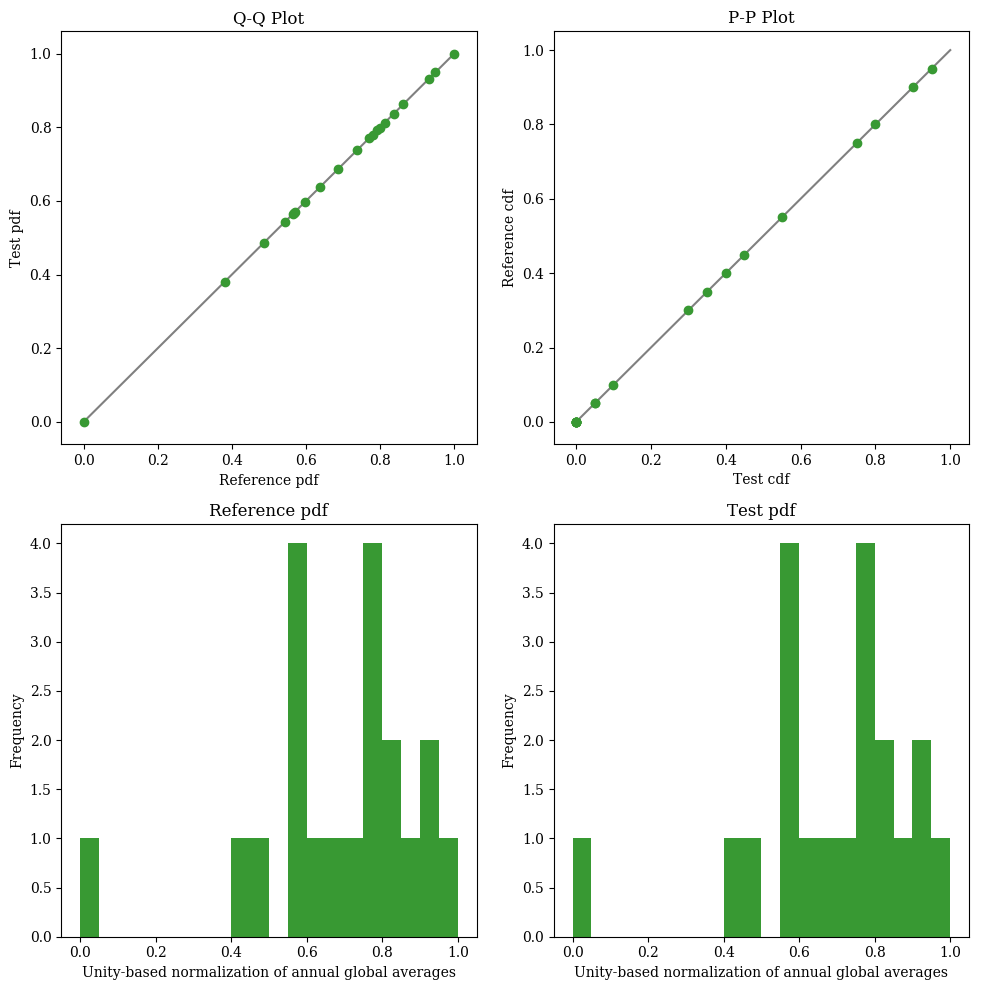 Q-Q Plot
1.0
0.8
0.6
0.4
0.2
0.0
Test pdf
0.0 0.2 0.4 0.6 0.8 1.0
Reference pdf
P-P Plot
1.0
0.8
0.6
0.4
0.2
0.0
Reference cdf
0.0 0.2 0.4 0.6 0.8 1.0
Test cdf
Reference pdf
4.0
3.5
3.0
2.5
2.0
1.5
1.0
0.5
0.0
Frequency
0.0 0.2 0.4 0.6 0.8 1.0
Unity-based normalization of annual global averages
Test pdf
4.0
3.5
3.0
2.5
2.0
1.5
1.0
0.5
0.0
Frequency
0.0 0.2 0.4 0.6 0.8 1.0
Unity-based normalization of annual global averages